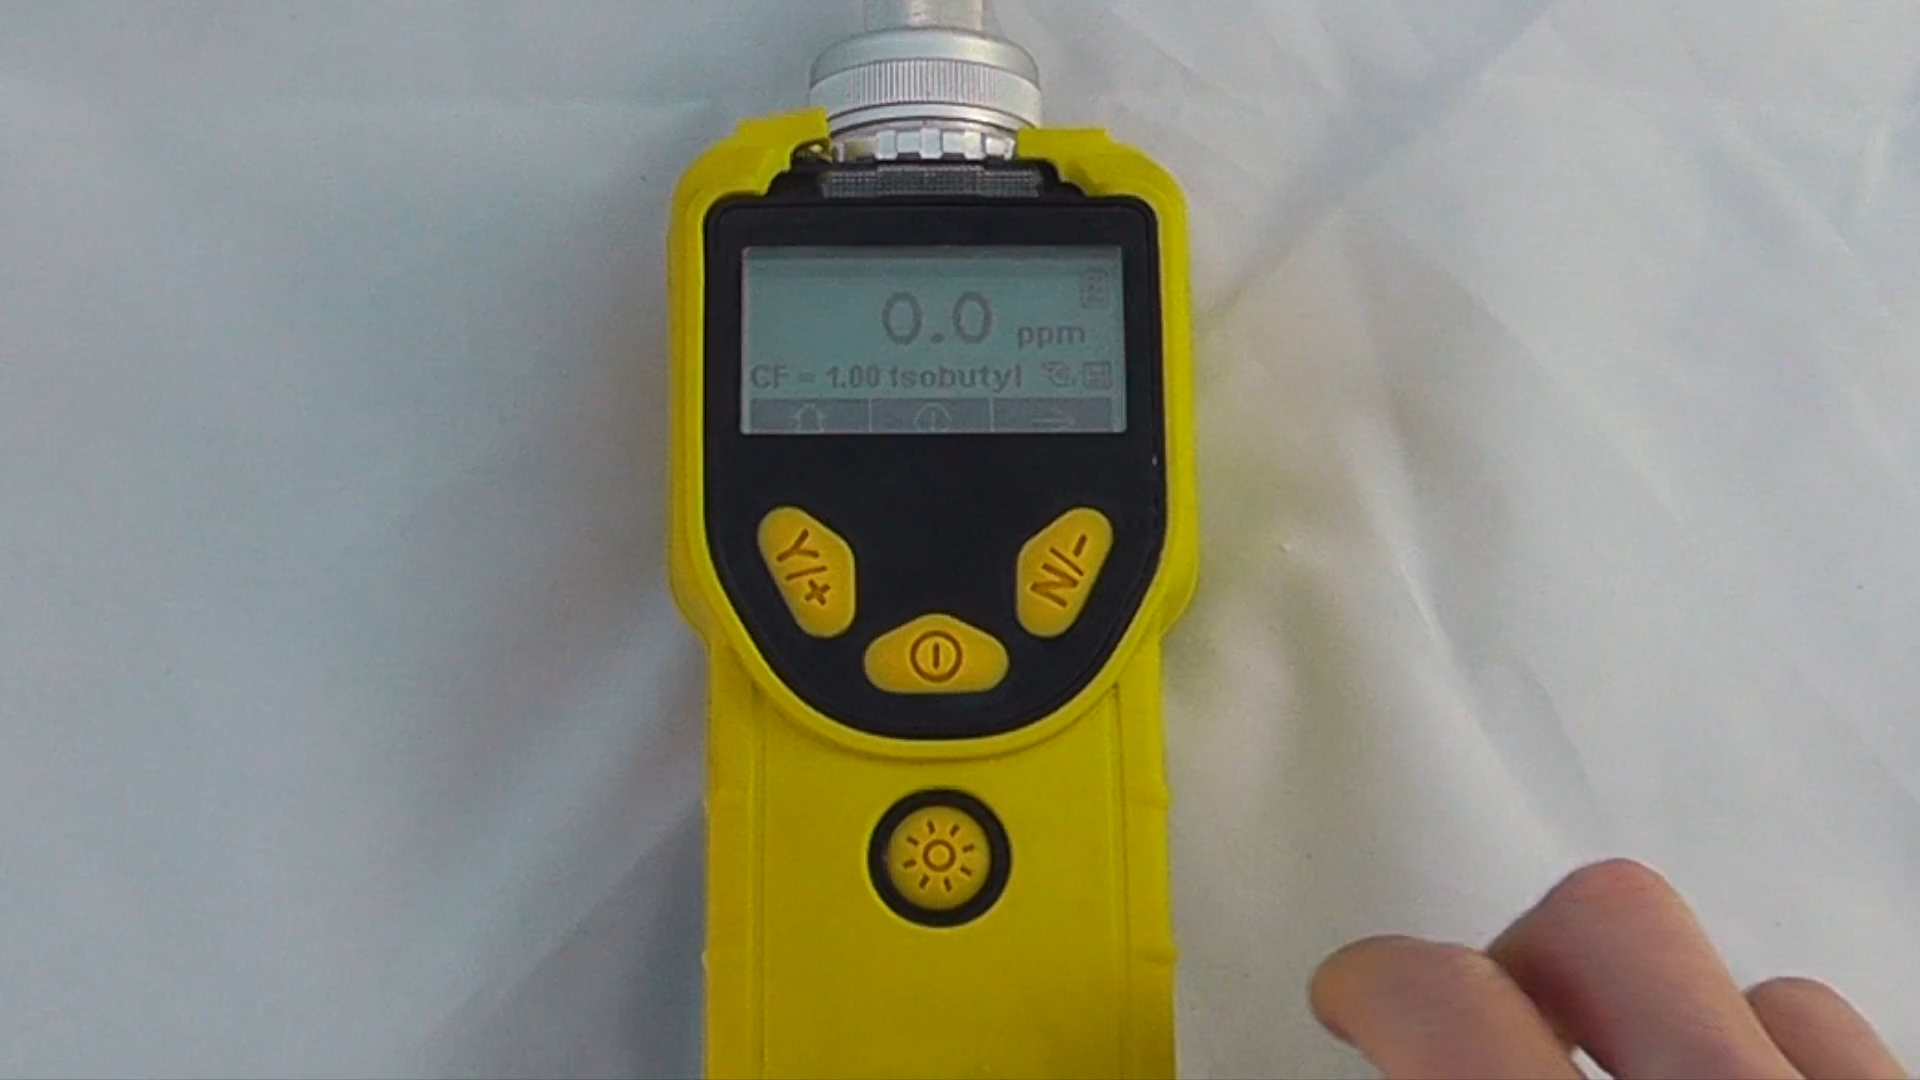 0.0 ppm
CF = 1.00 isobutyl
Y/+
N/-